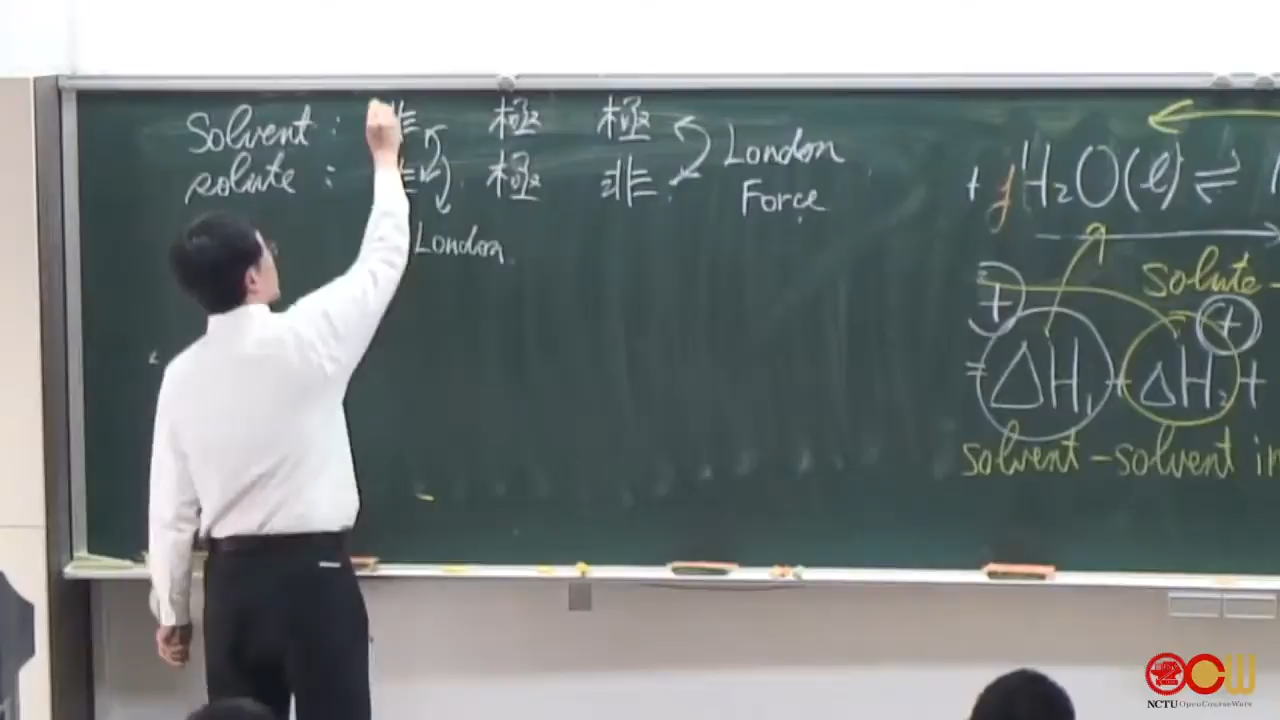 Solvent : 非 極 極
solute : 非 極 非
London
Force
London
+ yH₂O(l) ⇌
solute-
+ +
= ΔH₁ + ΔH₂ +
solvent-solvent in
NCTU OpenCourseWare